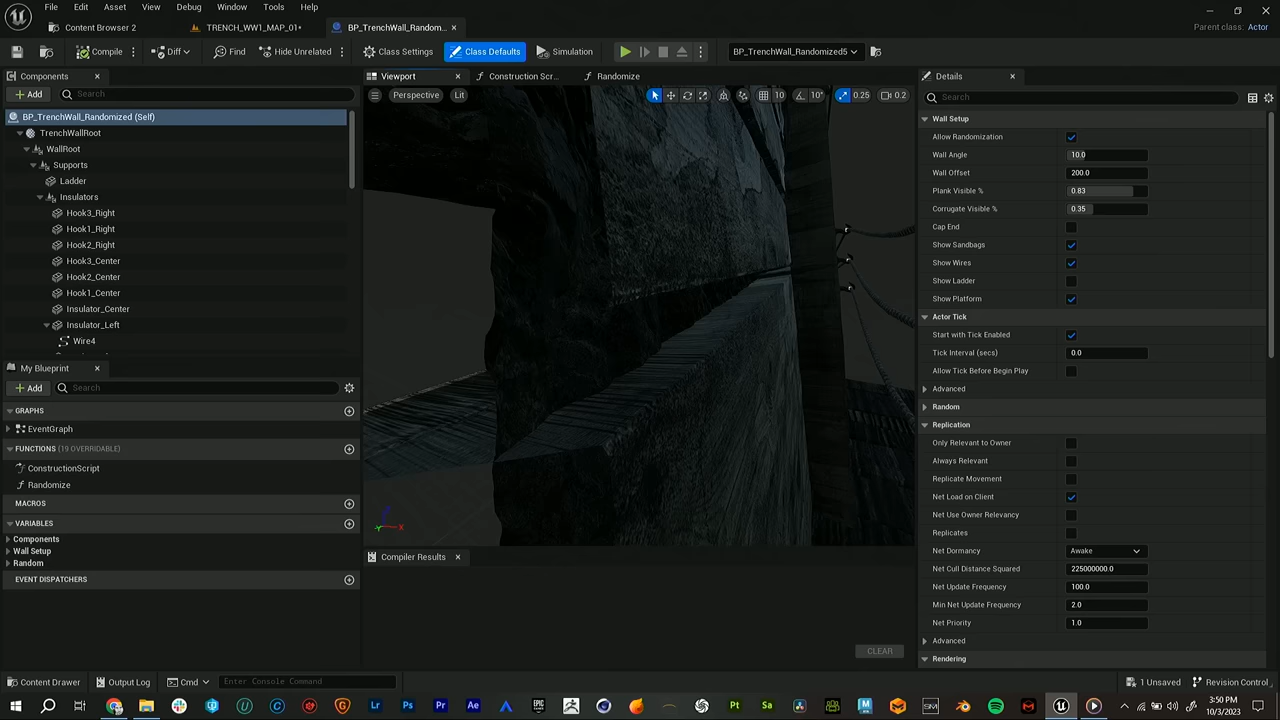 File Edit Asset View Debug Window Tools Help
Content Browser 2
TRENCH_WW1_MAP_01*
BP_TrenchWall_Random...
Parent class: Actor
Compile
Diff
Find
Hide Unrelated
Class Settings
Class Defaults
Simulation
BP_TrenchWall_Randomized5
Components
Add
Search
BP_TrenchWall_Randomized (Self)
TrenchWallRoot
WallRoot
Supports
Ladder
Insulators
Hook3_Right
Hook1_Right
Hook2_Right
Hook3_Center
Hook2_Center
Hook1_Center
Insulator_Center
Insulator_Left
Wire4
My Blueprint
Add
Search
GRAPHS
EventGraph
FUNCTIONS (19 OVERRIDABLE)
ConstructionScript
Randomize
MACROS
VARIABLES
Components
Wall Setup
Random
EVENT DISPATCHERS
Viewport
Construction Scr...
Randomize
Perspective
Lit
10
10°
0.25
0.2
Compiler Results
CLEAR
Details
Search
Wall Setup
Allow Randomization
Wall Angle 10.0
Wall Offset 200.0
Plank Visible % 0.83
Corrugate Visible % 0.35
Cap End
Show Sandbags
Show Wires
Show Ladder
Show Platform
Actor Tick
Start with Tick Enabled
Tick Interval (secs) 0.0
Allow Tick Before Begin Play
Advanced
Random
Replication
Only Relevant to Owner
Always Relevant
Replicate Movement
Net Load on Client
Net Use Owner Relevancy
Replicates
Net Dormancy Awake
Net Cull Distance Squared 225000000.0
Net Update Frequency 100.0
Min Net Update Frequency 2.0
Net Priority 1.0
Advanced
Rendering
Content Drawer
Output Log
Cmd
Enter Console Command
1 Unsaved
Revision Control
3:50 PM
10/3/2023